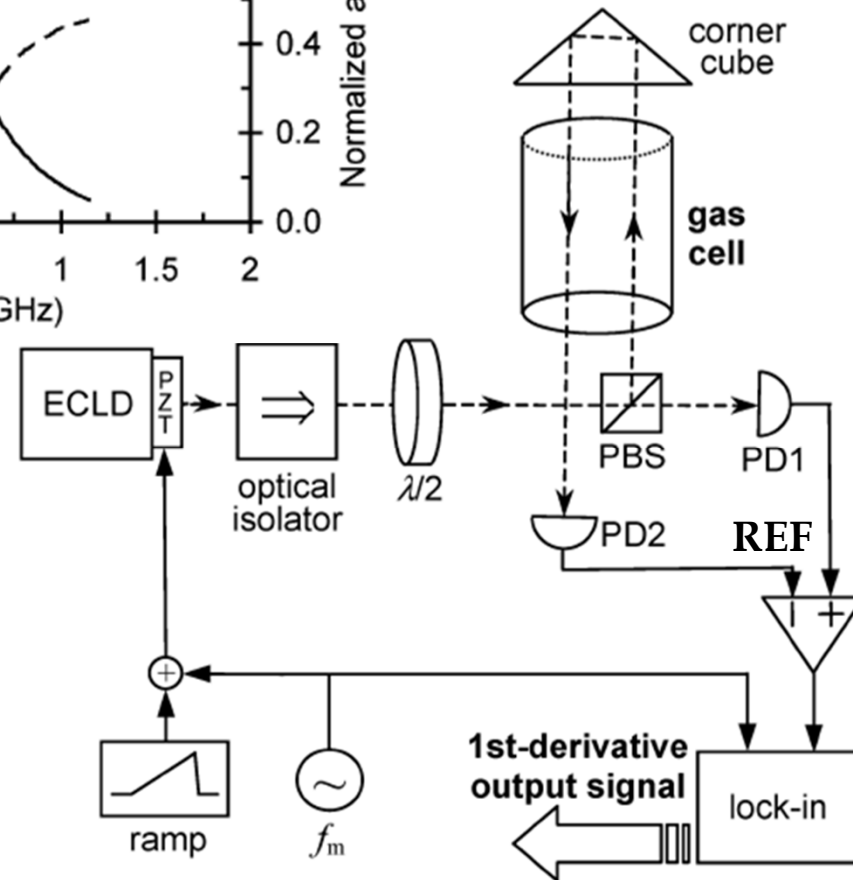 0.4
0.2
0.0
Normalized a
1
1.5
2
GHz)
corner
cube
gas
cell
ECLD
PZT
optical
isolator
λ/2
PBS
PD1
PD2
REF
− +
+
ramp
~
fm
1st-derivative
output signal
lock-in